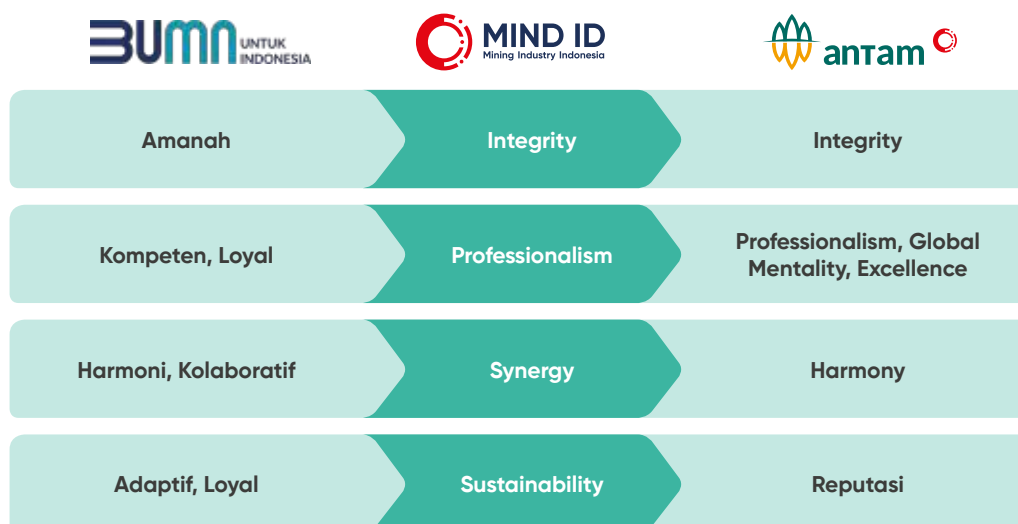 BUMN UNTUK
INDONESIA
MIND ID
Mining Industry Indonesia
antam
Amanah
Integrity
Integrity
Kompeten, Loyal
Professionalism
Professionalism, Global
Mentality, Excellence
Harmoni, Kolaboratif
Synergy
Harmony
Adaptif, Loyal
Sustainability
Reputasi